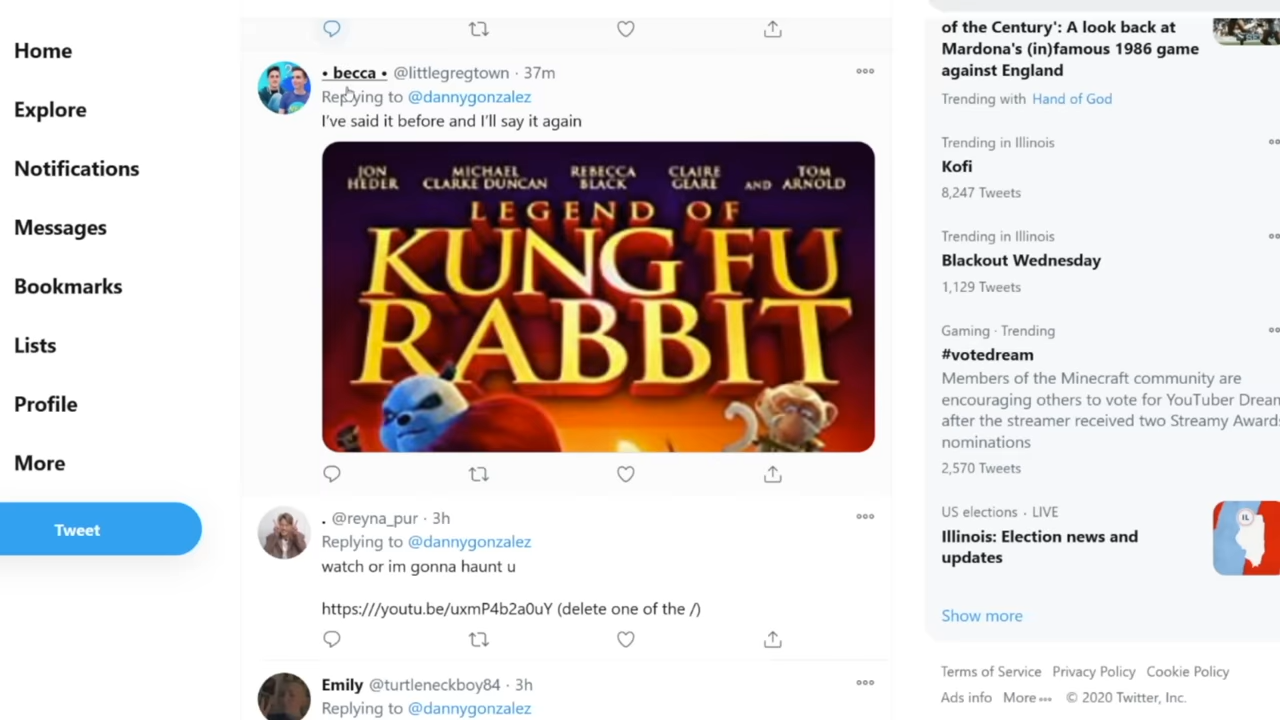 Home
Explore
Notifications
Messages
Bookmarks
Lists
Profile
More
Tweet
• becca • @littlegregtown · 37m
Replying to @dannygonzalez
I've said it before and I'll say it again
JON HEDER
MICHAEL CLARKE DUNCAN
REBECCA BLACK
CLAIRE GEARE
AND TOM ARNOLD
LEGEND OF
KUNG FU
RABBIT
. @reyna_pur · 3h
Replying to @dannygonzalez
watch or im gonna haunt u
https:///youtu.be/uxmP4b2a0uY (delete one of the /)
Emily @turtleneckboy84 · 3h
Replying to @dannygonzalez
of the Century': A look back at
Mardona's (in)famous 1986 game
against England
Trending with Hand of God
Trending in Illinois
Kofi
8,247 Tweets
Trending in Illinois
Blackout Wednesday
1,129 Tweets
Gaming · Trending
#votedream
Members of the Minecraft community are
encouraging others to vote for YouTuber Dream
after the streamer received two Streamy Awards
nominations
2,570 Tweets
US elections · LIVE
Illinois: Election news and
updates
IL
Show more
Terms of Service Privacy Policy Cookie Policy
Ads info More ••• © 2020 Twitter, Inc.